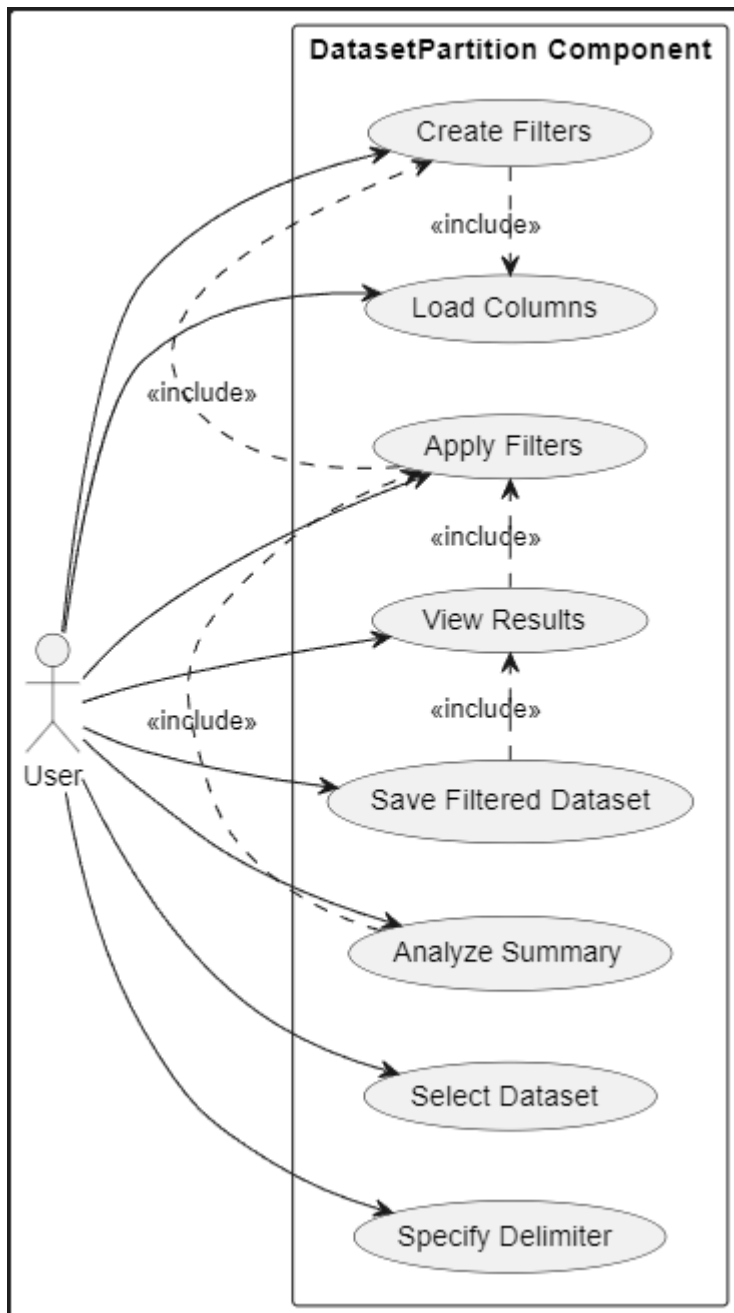 DatasetPartition Component
Create Filters
«include»
Load Columns
«include»
Apply Filters
«include»
View Results
«include»
«include»
User
Save Filtered Dataset
Analyze Summary
Select Dataset
Specify Delimiter